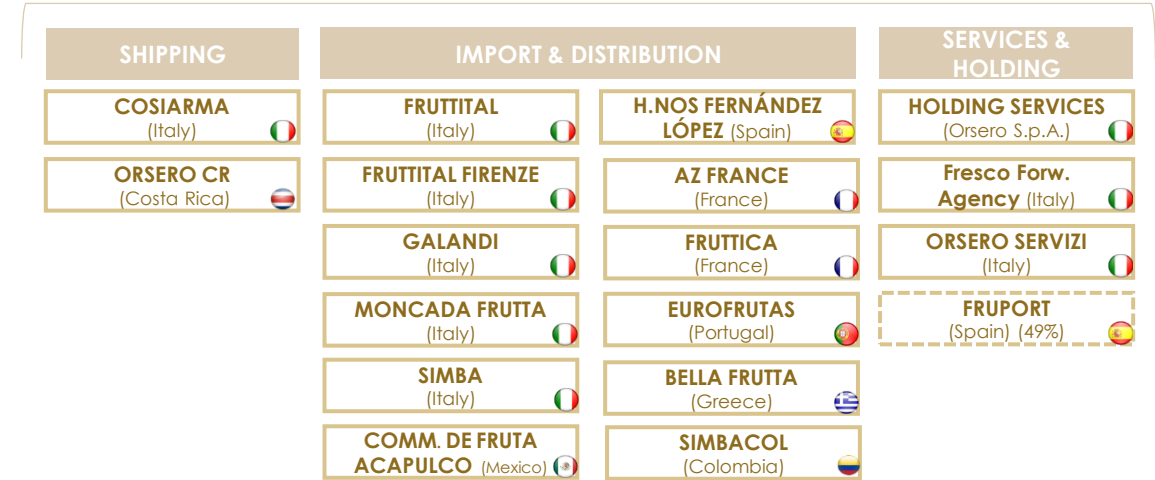 SHIPPING
COSIARMA
(Italy)
ORSERO CR
(Costa Rica)
IMPORT & DISTRIBUTION
FRUTTITAL
(Italy)
FRUTTITAL FIRENZE
(Italy)
GALANDI
(Italy)
MONCADA FRUTTA
(Italy)
SIMBA
(Italy)
COMM. DE FRUTA
ACAPULCO (Mexico)
H.NOS FERNÁNDEZ
LÓPEZ (Spain)
AZ FRANCE
(France)
FRUTTICA
(France)
EUROFRUTAS
(Portugal)
BELLA FRUTTA
(Greece)
SIMBACOL
(Colombia)
SERVICES &
HOLDING
HOLDING SERVICES
(Orsero S.p.A.)
Fresco Forw.
Agency (Italy)
ORSERO SERVIZI
(Italy)
FRUPORT
(Spain) (49%)